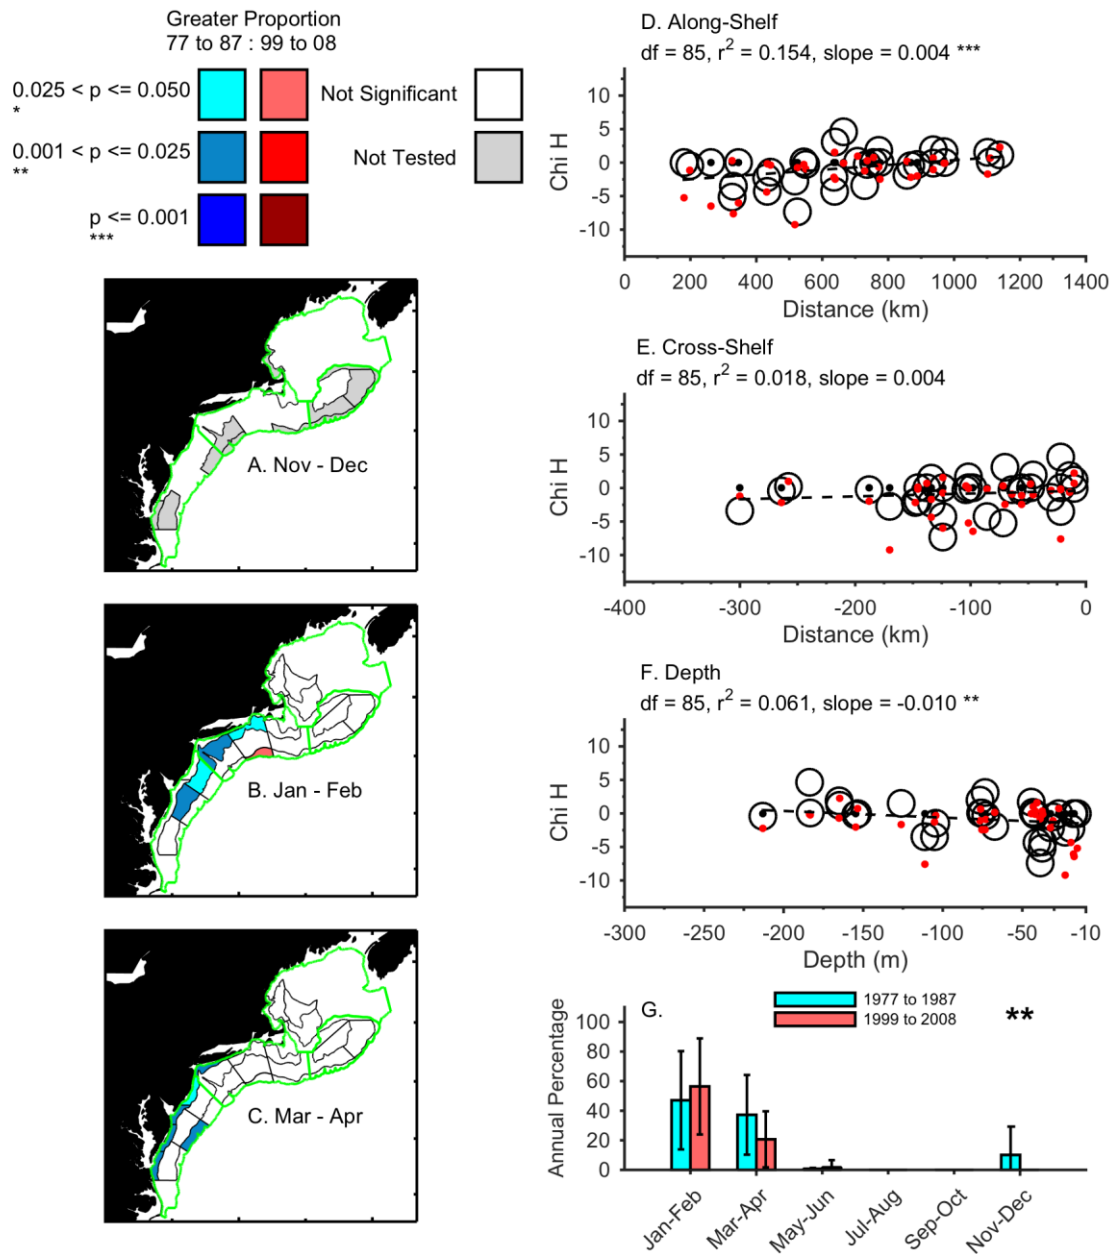 Greater Proportion
77 to 87 : 99 to 08
0.025 < p <= 0.050
*
Not Significant
0.001 < p <= 0.025
**
Not Tested
p <= 0.001
***
A. Nov - Dec
B. Jan - Feb
C. Mar - Apr
D. Along-Shelf
df = 85, r² = 0.154, slope = 0.004 ***
10
5
0
-5
-10
Chi H
0 200 400 600 800 1000 1200 1400
Distance (km)
E. Cross-Shelf
df = 85, r² = 0.018, slope = 0.004
10
5
0
-5
-10
Chi H
-400 -300 -200 -100 0
Distance (km)
F. Depth
df = 85, r² = 0.061, slope = -0.010 **
10
5
0
-5
-10
Chi H
-300 -250 -200 -150 -100 -50 -10
Depth (m)
G.
1977 to 1987
1999 to 2008
**
100
80
60
40
20
0
Annual Percentage
Jan-Feb
Mar-Apr
May-Jun
Jul-Aug
Sep-Oct
Nov-Dec